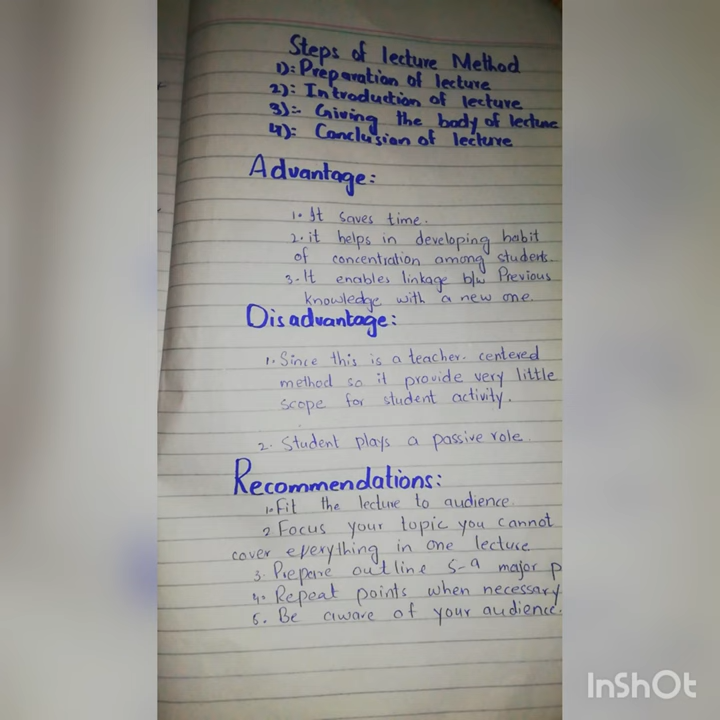 Steps of lecture Method
1): Preparation of lecture
2): Introduction of lecture
3):- Giving the body of lecture
4): Conclusion of lecture
Advantage:
1. It saves time.
2. it helps in developing habit
of concentration among students.
3. It enables linkage b/w Previous
knowledge with a new one.
Disadvantage:
1. Since this is a teacher. centered
method so it provide very little
scope for student activity.
2. Student plays a passive role.
Recommendations:
1. Fit the lecture to audience.
2 Focus your topic you cannot
cover everything in one lecture
3. Prepare outline 5-9 major p
4. Repeat points when necessary
5. Be aware of your audience.
InShOt